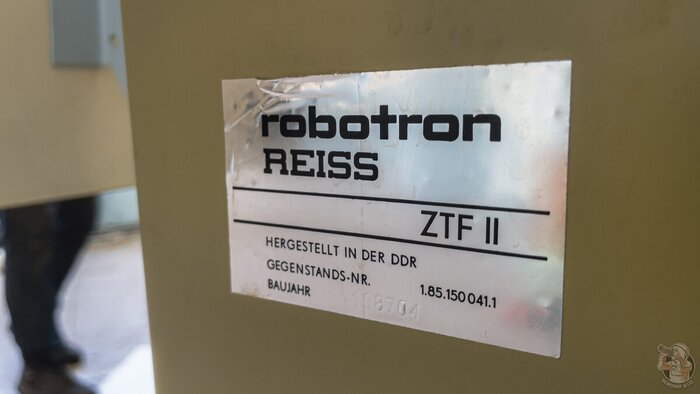 robotron
REISS
ZTF II
HERGESTELLT IN DER DDR
GEGENSTANDS-NR. 1.85.150 041.1
BAUJAHR